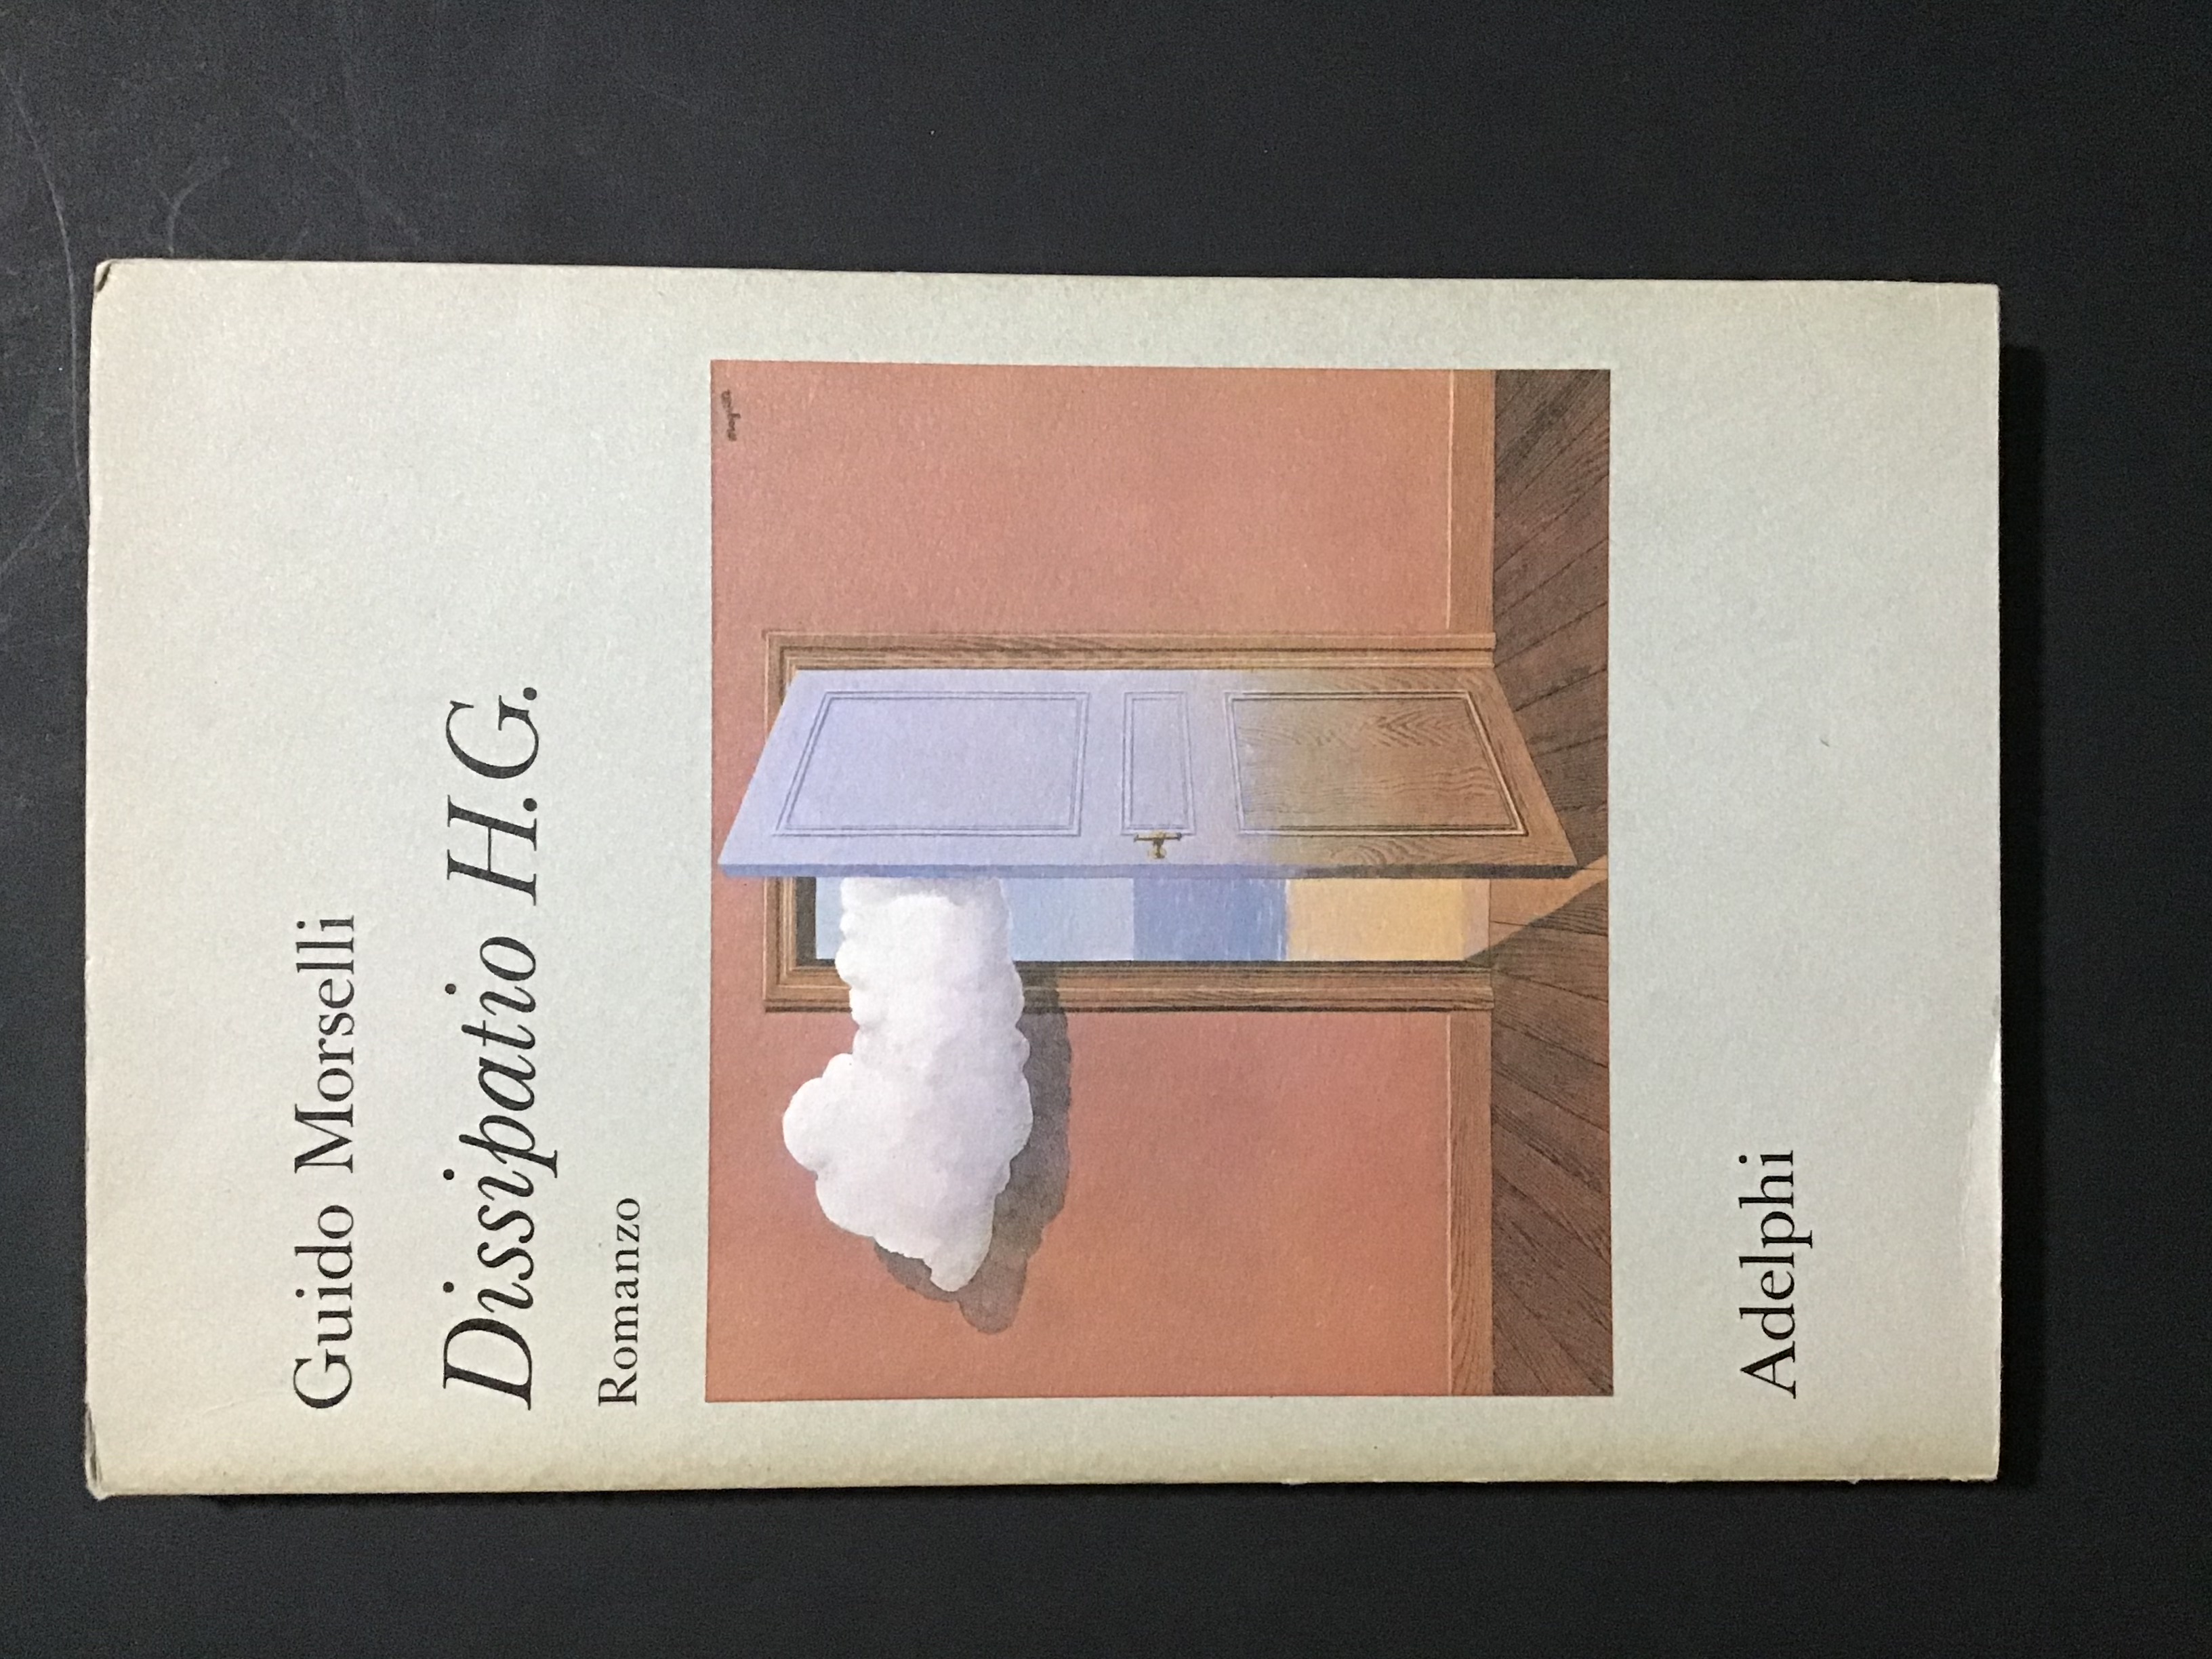 Guido Morselli
Dissipatio H.G.
Romanzo
Adelphi